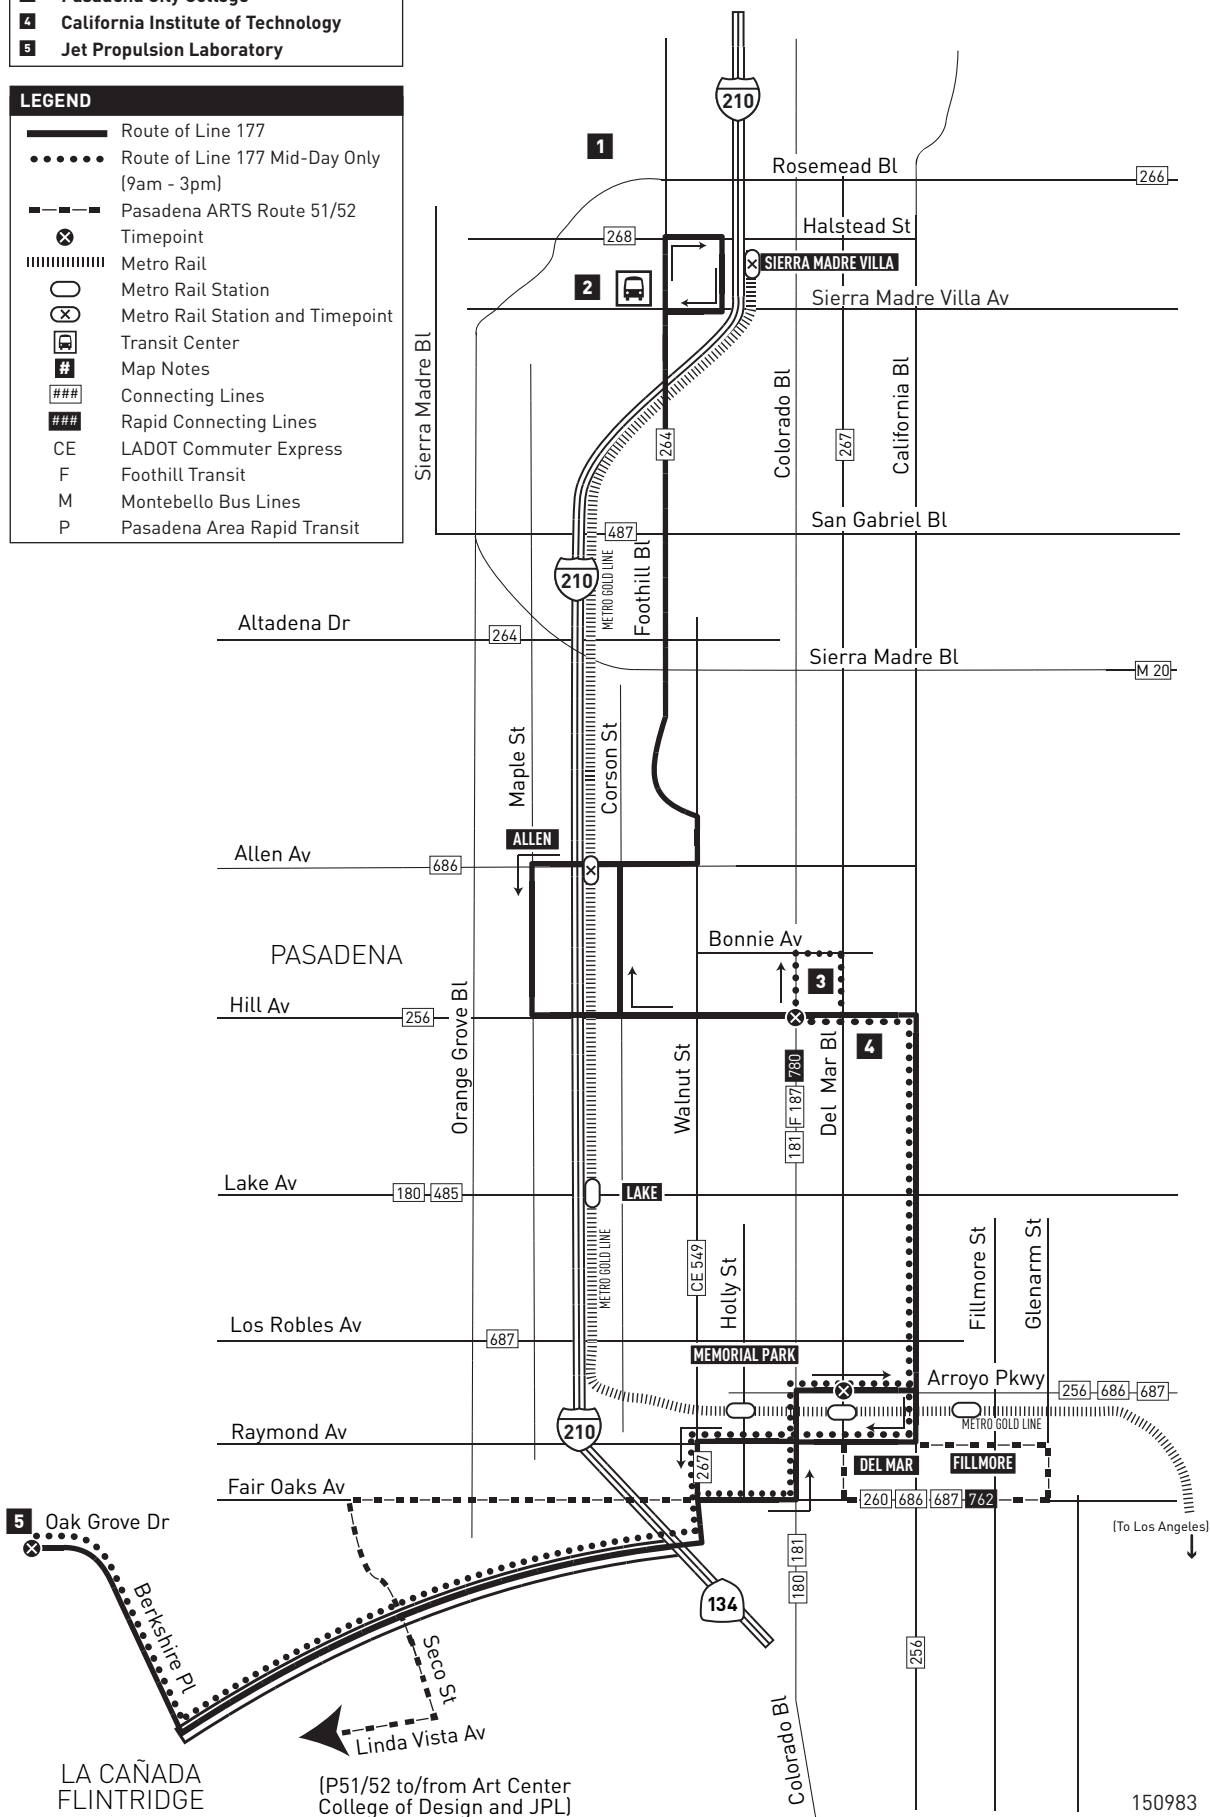 Pasadena City College
4 California Institute of Technology
5 Jet Propulsion Laboratory
LEGEND
Route of Line 177
Route of Line 177 Mid-Day Only
(9am - 3pm)
Pasadena ARTS Route 51/52
Timepoint
Metro Rail
Metro Rail Station
Metro Rail Station and Timepoint
Transit Center
# Map Notes
### Connecting Lines
### Rapid Connecting Lines
CE LADOT Commuter Express
F Foothill Transit
M Montebello Bus Lines
P Pasadena Area Rapid Transit
210
1
Rosemead Bl
266
Halstead St
268
SIERRA MADRE VILLA
2
Sierra Madre Villa Av
Sierra Madre Bl
Colorado Bl
California Bl
264
267
San Gabriel Bl
487
210
METRO GOLD LINE
Foothill Bl
Altadena Dr
264
Sierra Madre Bl
M 20
Maple St
Corson St
ALLEN
Allen Av
686
Bonnie Av
PASADENA
3
Hill Av
256
Orange Grove Bl
4
Walnut St
780
F 187
181
Del Mar Bl
Lake Av
180
485
LAKE
METRO GOLD LINE
CE 549
Holly St
Fillmore St
Glenarm St
Los Robles Av
687
MEMORIAL PARK
Arroyo Pkwy
256
686
687
METRO GOLD LINE
Raymond Av
210
267
DEL MAR
FILLMORE
Fair Oaks Av
260
686
687
762
5 Oak Grove Dr
(To Los Angeles)
181
180
134
Berkshire Pl
Seco St
256
Linda Vista Av
Colorado Bl
LA CAÑADA
FLINTRIDGE
(P51/52 to/from Art Center
College of Design and JPL)
150983